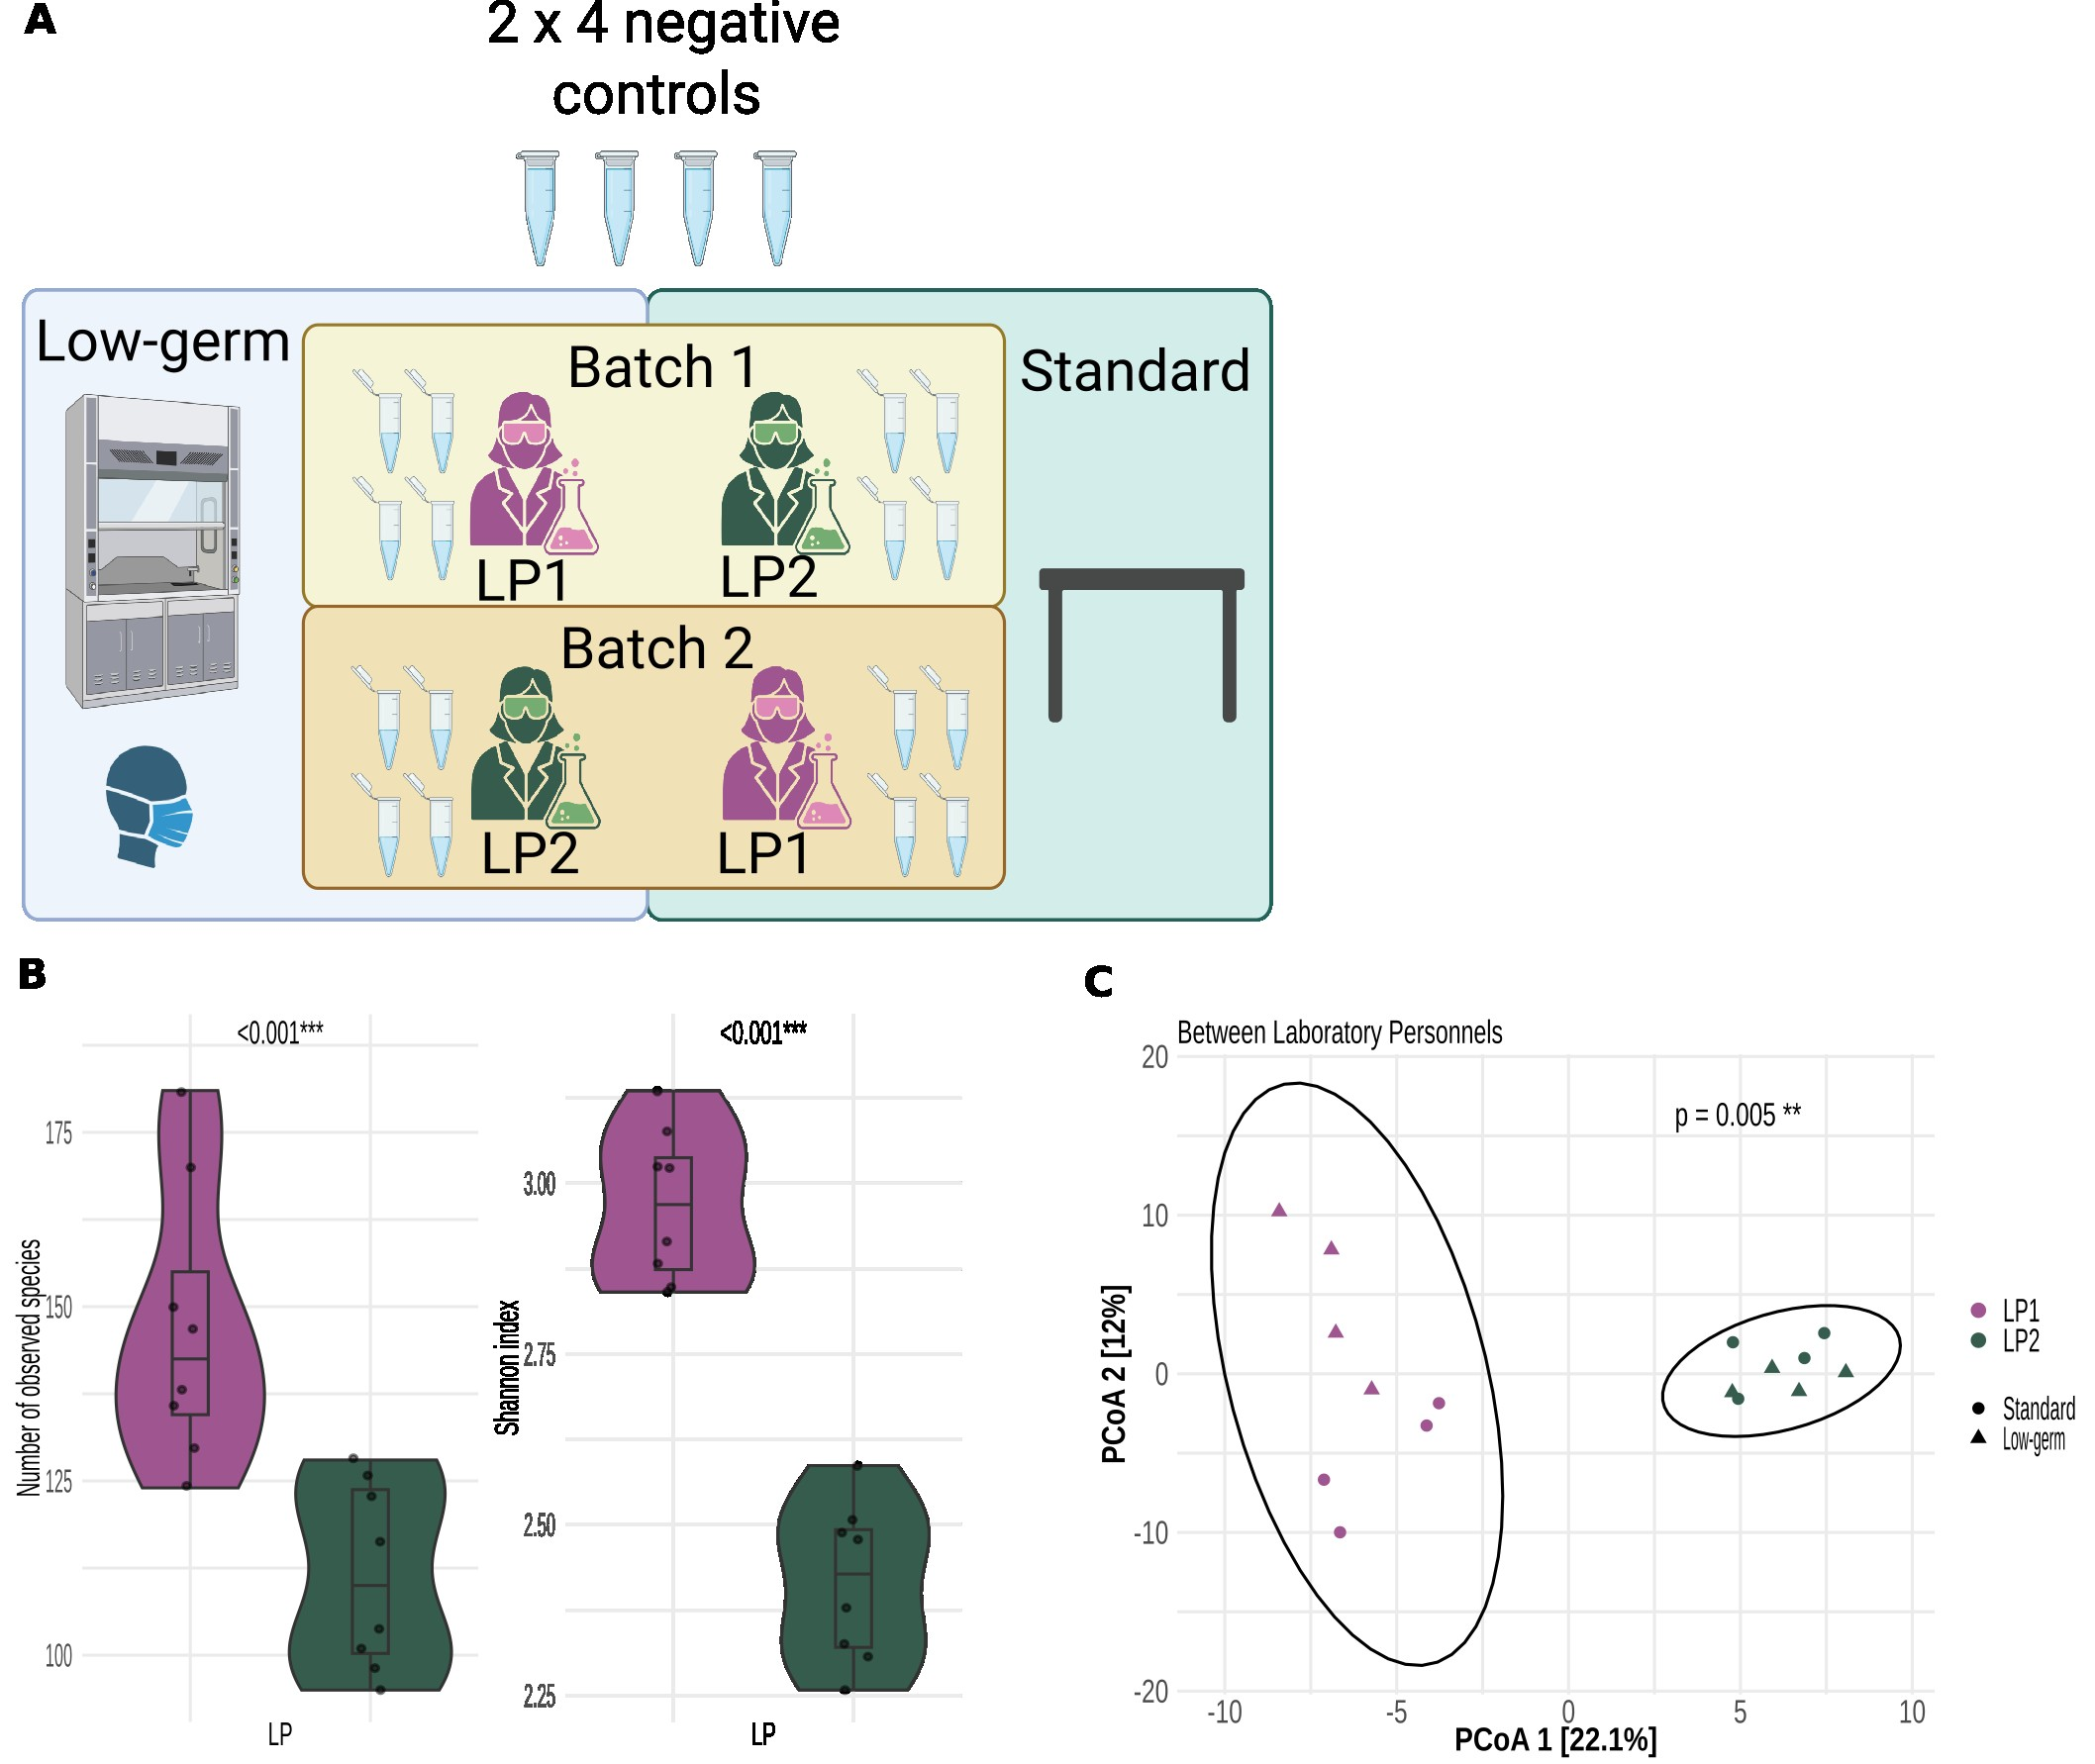 A
2 x 4 negative
controls
Low-germ
Standard
Batch 1
LP1
LP2
Batch 2
LP2
LP1
B
<0.001***
Number of observed species
175
150
125
100
LP
<0.001***
Shannon index
3.00
2.75
2.50
2.25
LP
C
Between Laboratory Personnels
p = 0.005 **
PCoA 2 [12%]
20
10
0
-10
-20
-10
-5
0
5
10
PCoA 1 [22.1%]
LP1
LP2
Standard
Low-germ